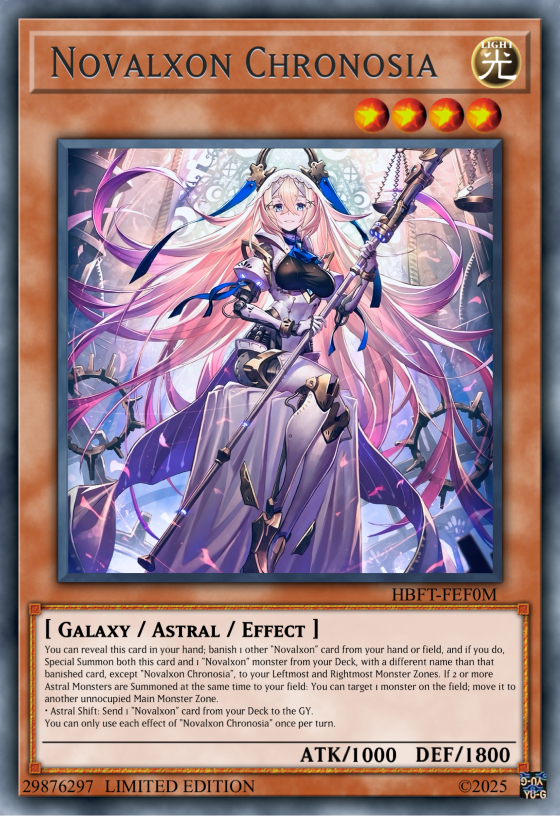 Novalxon Chronosia
LIGHT
光
HBFT-FEF0M
[ Galaxy / Astral / Effect ]
You can reveal this card in your hand; banish 1 other "Novalxon" card from your hand or field, and if you do,
Special Summon both this card and 1 "Novalxon" monster from your Deck, with a different name than that
banished card, except "Novalxon Chronosia", to your Leftmost and Rightmost Monster Zones. If 2 or more
Astral Monsters are Summoned at the same time to your field: You can target 1 monster on the field; move it to
another unnocupied Main Monster Zone.
• Astral Shift: Send 1 "Novalxon" card from your Deck to the GY.
You can only use each effect of "Novalxon Chronosia" once per turn.
ATK/1000 DEF/1800
29876297 LIMITED EDITION ©2025
YU-G